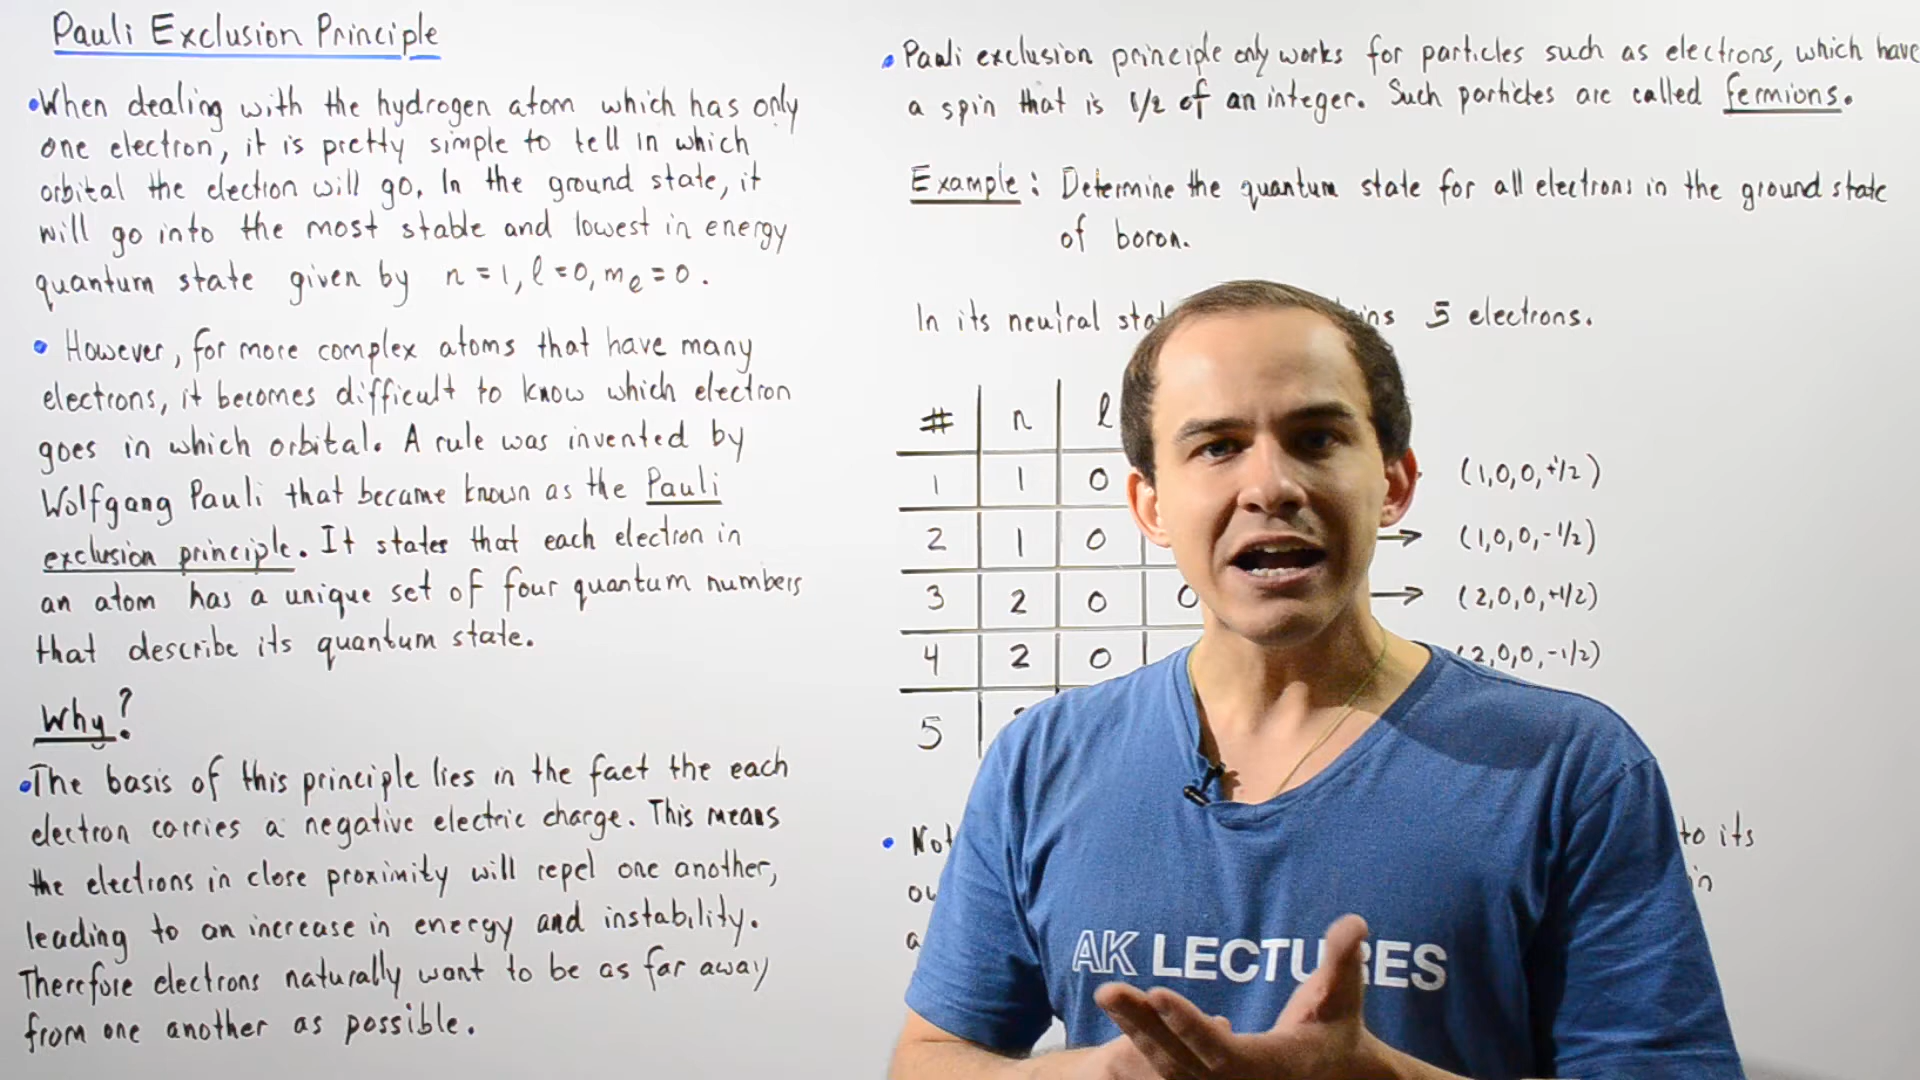 Pauli Exclusion Principle
•When dealing with the hydrogen atom which has only
one electron, it is pretty simple to tell in which
orbital the electron will go. In the ground state, it
will go into the most stable and lowest in energy
quantum state given by n=1, l=0, mℓ=0.
• However, for more complex atoms that have many
electrons, it becomes difficult to know which electron
goes in which orbital. A rule was invented by
Wolfgang Pauli that became known as the Pauli
exclusion principle. It states that each electron in
an atom has a unique set of four quantum numbers
that describe its quantum state.
Why?
•The basis of this principle lies in the fact the each
electron carries a negative electric charge. This means
the electrons in close proximity will repel one another,
leading to an increase in energy and instability.
Therefore electrons naturally want to be as far away
from one another as possible.
• Pauli exclusion principle only works for particles such as electrons, which have
a spin that is 1/2 of an integer. Such particles are called fermions.
Example: Determine the quantum state for all electrons in the ground state
of boron.
In its neutral 5 electrons.
# n l
1 1 0 (1,0,0,+1/2)
2 1 0 → (1,0,0,-1/2)
3 2 0 0 → (2,0,0,+1/2)
4 2 0 (2,0,0,-1/2)
5
• to its
in
AK LECTURES